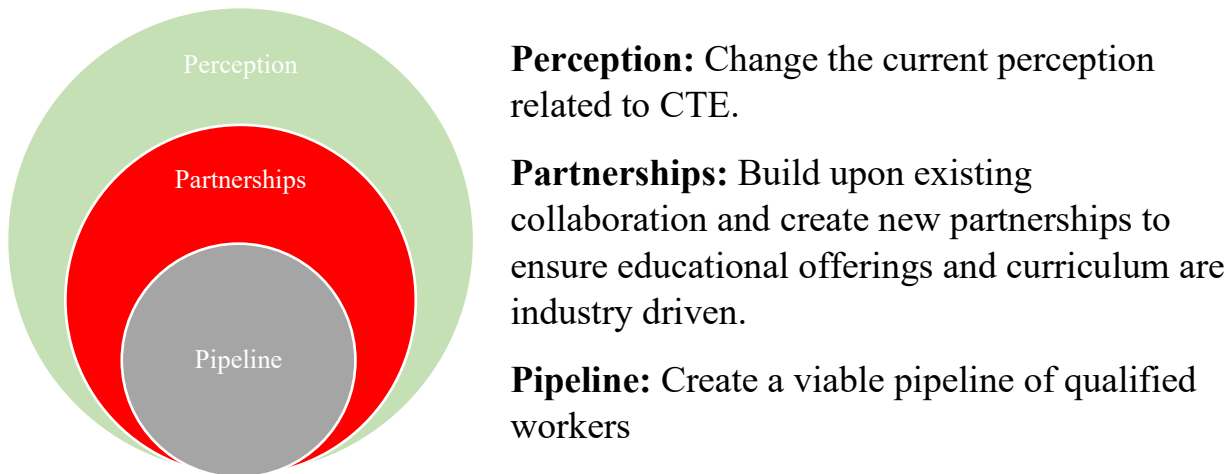 Perception
Partnerships
Pipeline
Perception: Change the current perception
related to CTE.
Partnerships: Build upon existing
collaboration and create new partnerships to
ensure educational offerings and curriculum are
industry driven.
Pipeline: Create a viable pipeline of qualified
workers